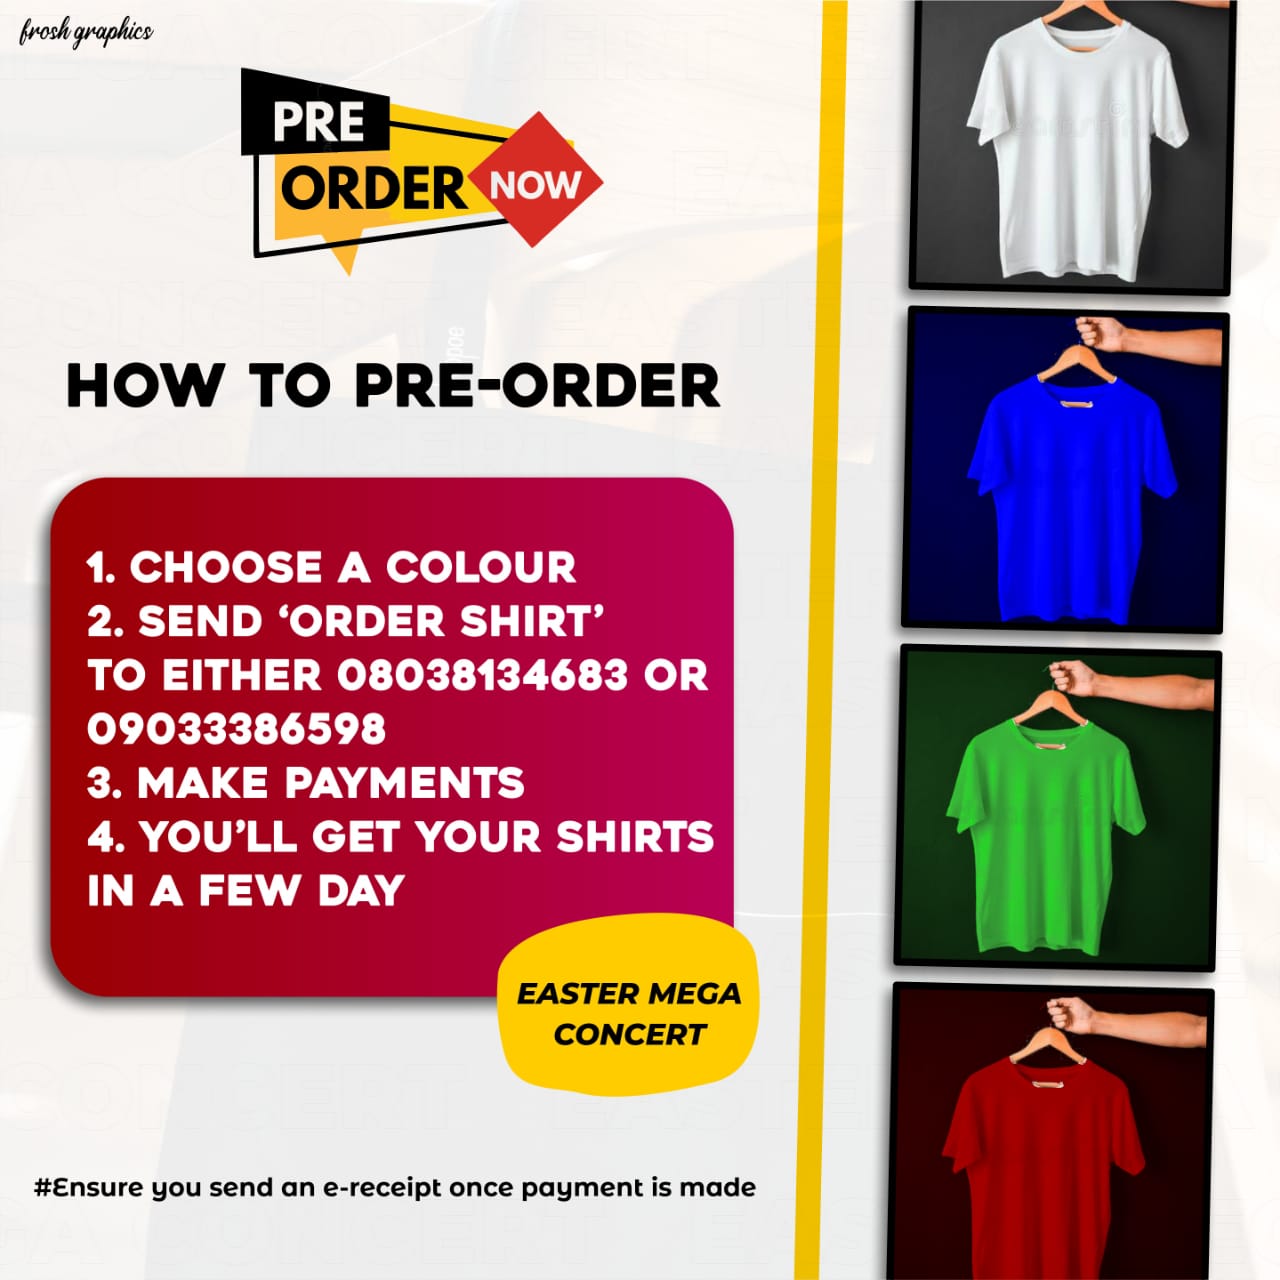 frosh graphics
PRE
ORDER NOW
HOW TO PRE-ORDER
1. CHOOSE A COLOUR
2. SEND ‘ORDER SHIRT’
TO EITHER 08038134683 OR
09033386598
3. MAKE PAYMENTS
4. YOU’LL GET YOUR SHIRTS
IN A FEW DAY
EASTER MEGA
CONCERT
#Ensure you send an e-receipt once payment is made